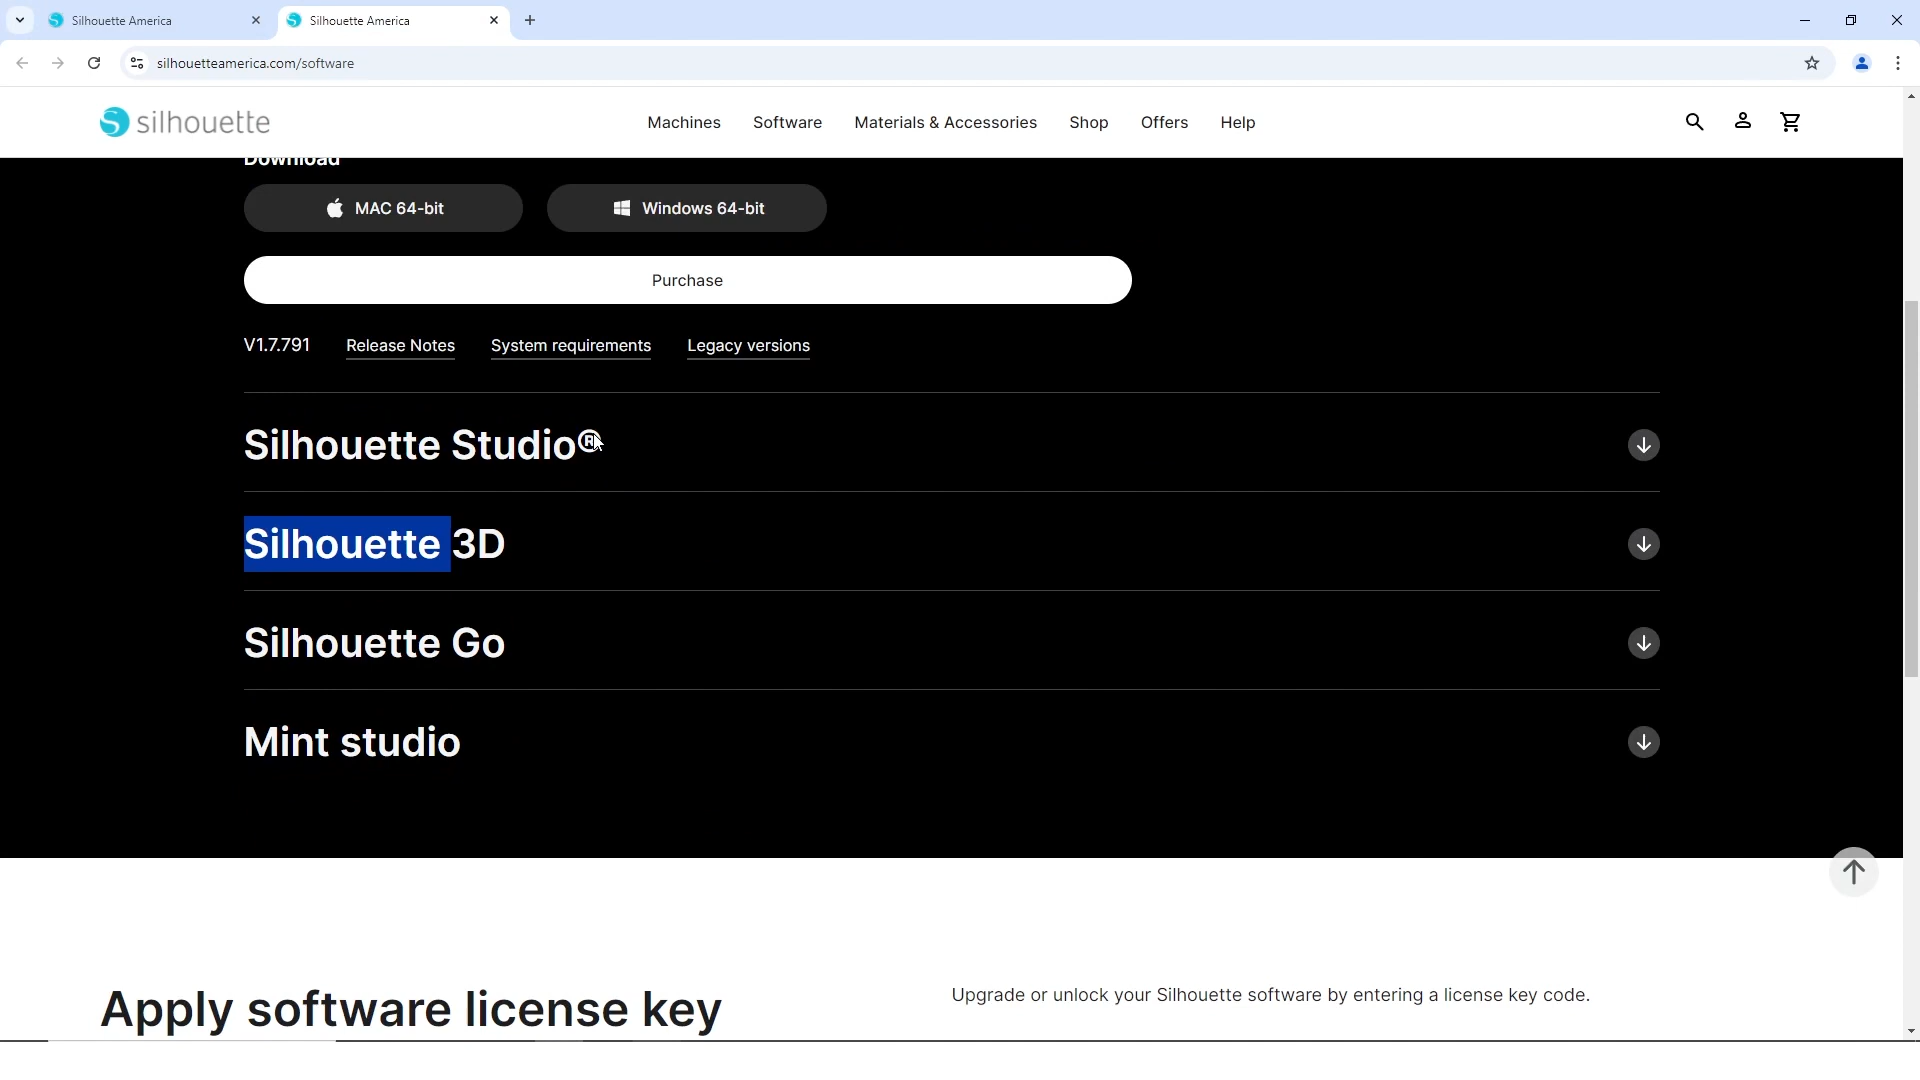 Silhouette America
Silhouette America
silhouetteamerica.com/software
silhouette
Machines
Software
Materials & Accessories
Shop
Offers
Help
Download
MAC 64-bit
Windows 64-bit
Purchase
V1.7.791
Release Notes
System requirements
Legacy versions
Silhouette Studio®
Silhouette 3D
Silhouette Go
Mint studio
Apply software license key
Upgrade or unlock your Silhouette software by entering a license key code.